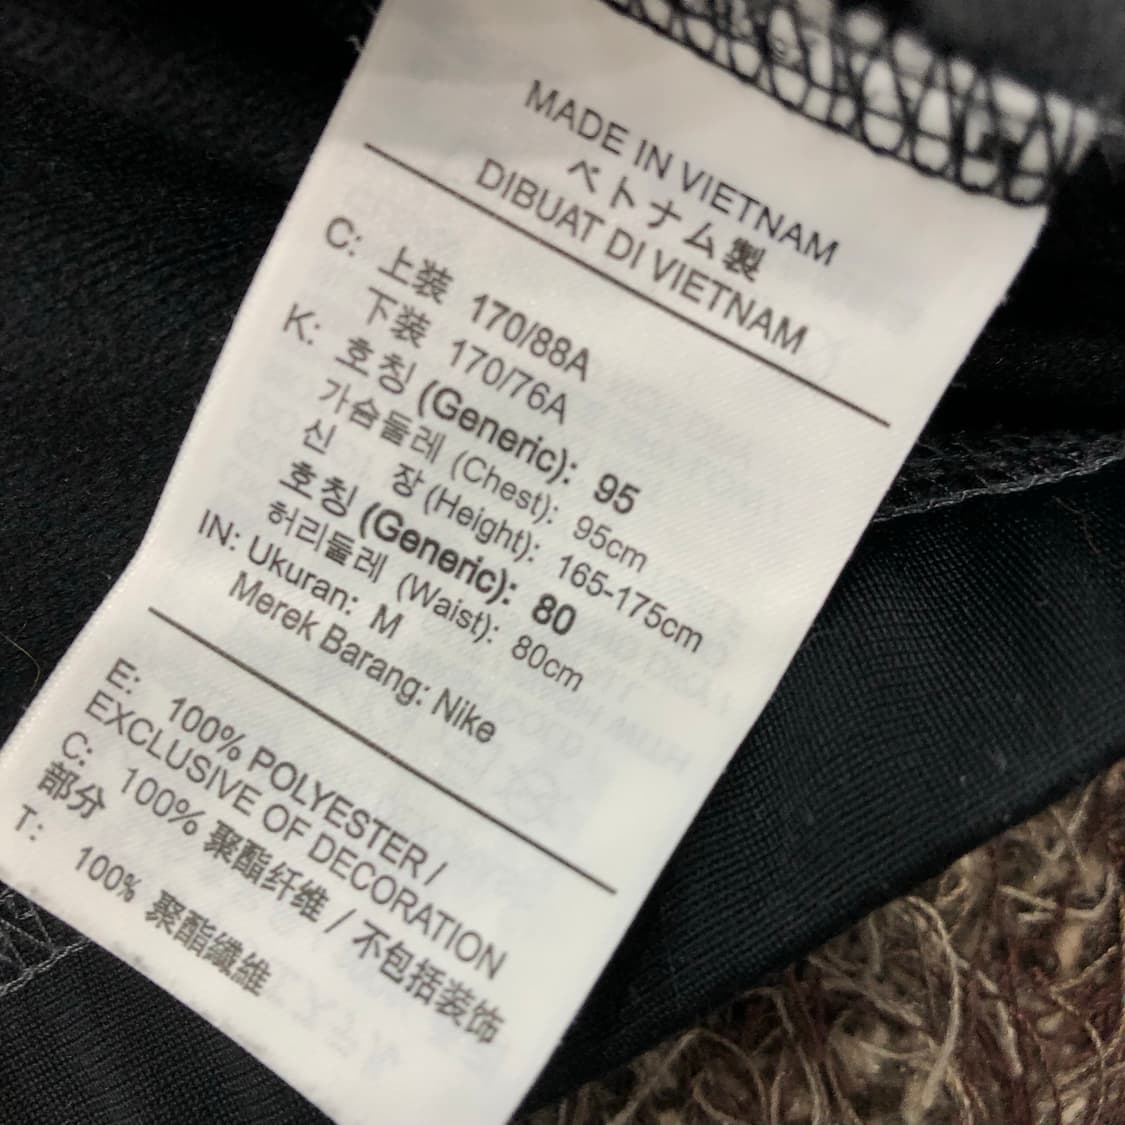 MADE IN VIETNAM
ベトナム製
DIBUAT DI VIETNAM
C: 上装 170/88A
下装 170/76A
K: 호칭 (Generic): 95
가슴둘레 (Chest): 95cm
신 장 (Height): 165-175cm
호칭 (Generic): 80
허리둘레 (Waist): 80cm
IN: Ukuran: M
Merek Barang: Nike
E: 100% POLYESTER /
EXCLUSIVE OF DECORATION
C: 100% 聚酯纤维 / 不包括装饰
部分
T: 100% 聚酯纖維